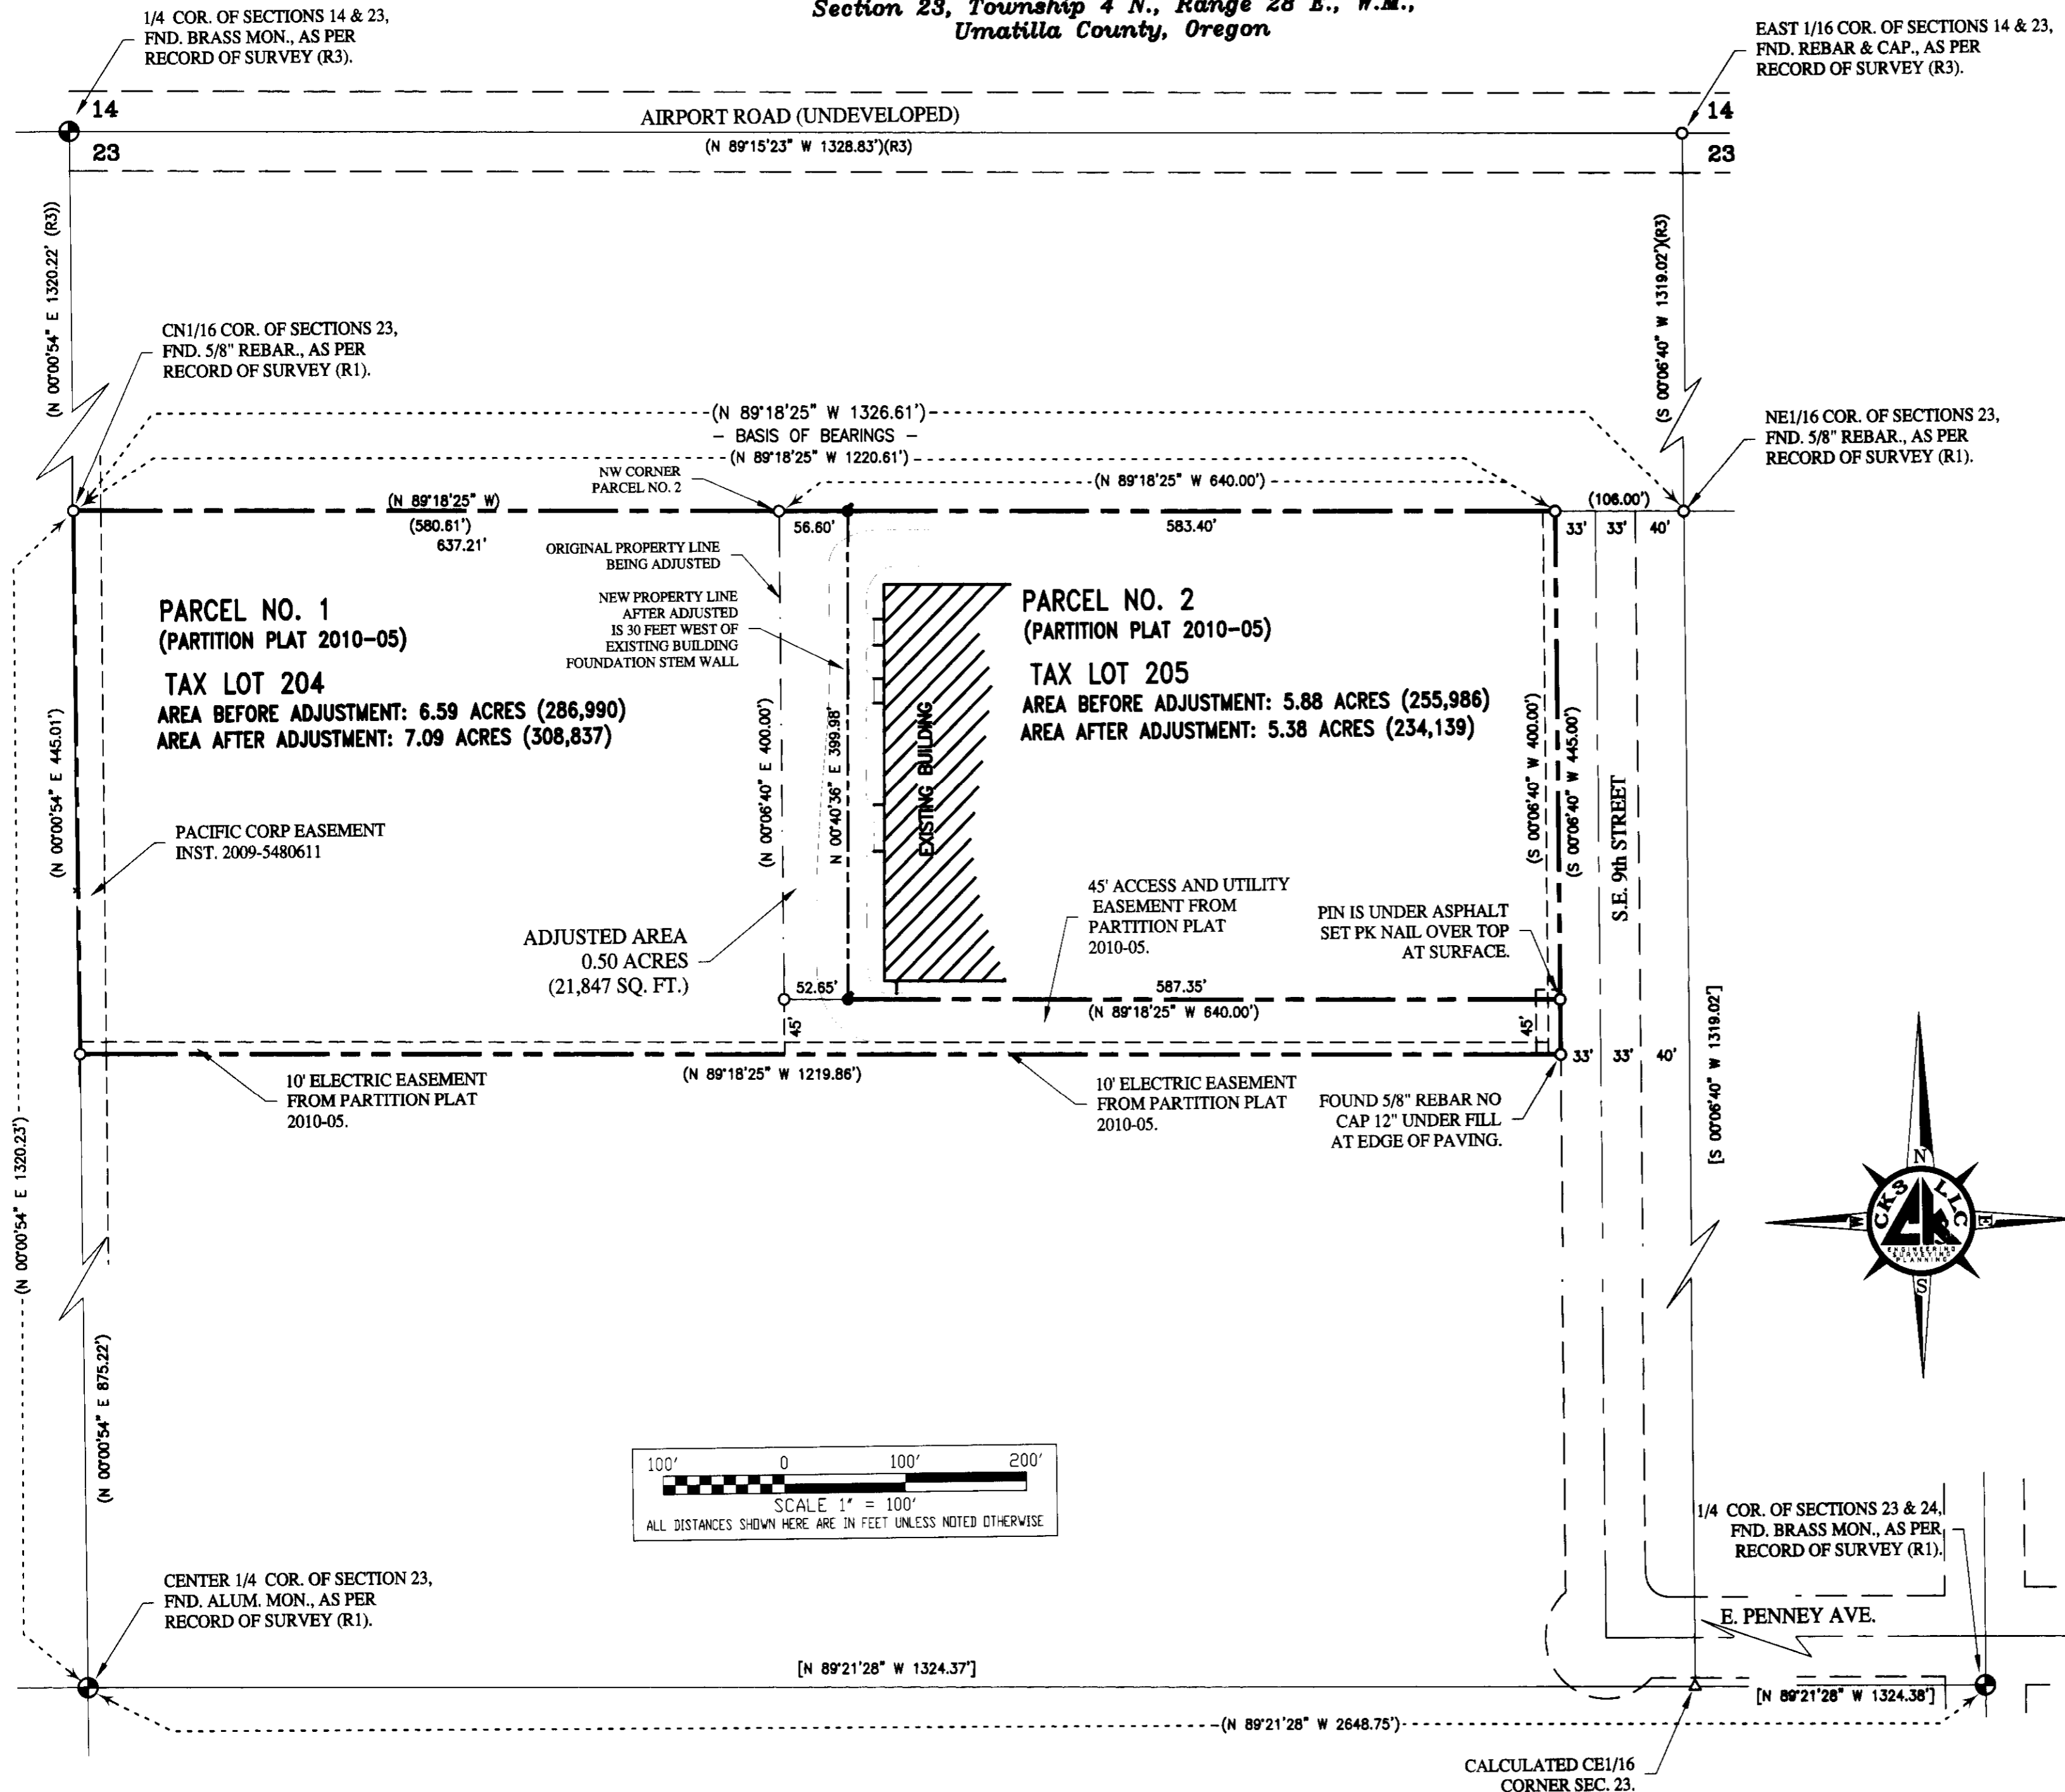 Section 23, Township 4 N., Range 28 E., W.M.,
Umatilla County, Oregon
1/4 COR. OF SECTIONS 14 & 23,
FND. BRASS MON., AS PER
RECORD OF SURVEY (R3).
EAST 1/16 COR. OF SECTIONS 14 & 23,
FND. REBAR & CAP., AS PER
RECORD OF SURVEY (R3).
14
23
AIRPORT ROAD (UNDEVELOPED)
(N 89°15'23" W 1328.83')(R3)
14
23
(N 00°00'54" E 1320.22' (R3))
(S 00°06'40" W 1319.02')(R3)
CN1/16 COR. OF SECTIONS 23,
FND. 5/8" REBAR., AS PER
RECORD OF SURVEY (R1).
NE1/16 COR. OF SECTIONS 23,
FND. 5/8" REBAR., AS PER
RECORD OF SURVEY (R1).
(N 89°18'25" W 1326.61')
- BASIS OF BEARINGS -
(N 89°18'25" W 1220.61')
NW CORNER
PARCEL NO. 2
(N 89°18'25" W 640.00')
(N 89°18'25" W)
(580.61')
637.21'
56.60'
583.40'
(106.00')
33' 33' 40'
ORIGINAL PROPERTY LINE
BEING ADJUSTED
NEW PROPERTY LINE
AFTER ADJUSTED
IS 30 FEET WEST OF
EXISTING BUILDING
FOUNDATION STEM WALL
PARCEL NO. 1
(PARTITION PLAT 2010-05)
TAX LOT 204
AREA BEFORE ADJUSTMENT: 6.59 ACRES (286,990)
AREA AFTER ADJUSTMENT: 7.09 ACRES (308,837)
PARCEL NO. 2
(PARTITION PLAT 2010-05)
TAX LOT 205
AREA BEFORE ADJUSTMENT: 5.88 ACRES (255,986)
AREA AFTER ADJUSTMENT: 5.38 ACRES (234,139)
(N 00°00'54" E 445.01')
(N 00°06'40" E 400.00')
N 00°40'36" E 399.98'
EXISTING BUILDING
(S 00°06'40" W 400.00')
(S 00°06'40" W 445.00')
S.E. 9th STREET
PACIFIC CORP EASEMENT
INST. 2009-5480611
ADJUSTED AREA
0.50 ACRES
(21,847 SQ. FT.)
45' ACCESS AND UTILITY
EASEMENT FROM
PARTITION PLAT
2010-05.
PIN IS UNDER ASPHALT
SET PK NAIL OVER TOP
AT SURFACE.
52.65'
587.35'
(N 89°18'25" W 640.00')
45'
45'
33' 33' 40'
(N 89°18'25" W 1219.86')
10' ELECTRIC EASEMENT
FROM PARTITION PLAT
2010-05.
10' ELECTRIC EASEMENT
FROM PARTITION PLAT
2010-05.
FOUND 5/8" REBAR NO
CAP 12" UNDER FILL
AT EDGE OF PAVING.
[S 00°06'40" W 1319.02']
(N 00°00'54" E 1320.23')
(N 00°00'54" E 875.22')
N
W
E
S
CKS LLC
CKS
ENGINEERING
SURVEYING
PLANNING
100' 0 100' 200'
SCALE 1" = 100'
ALL DISTANCES SHOWN HERE ARE IN FEET UNLESS NOTED OTHERWISE
1/4 COR. OF SECTIONS 23 & 24,
FND. BRASS MON., AS PER
RECORD OF SURVEY (R1).
CENTER 1/4 COR. OF SECTION 23,
FND. ALUM. MON., AS PER
RECORD OF SURVEY (R1).
E. PENNEY AVE.
[N 89°21'28" W 1324.37']
[N 89°21'28" W 1324.38']
(N 89°21'28" W 2648.75')
CALCULATED CE1/16
CORNER SEC. 23.